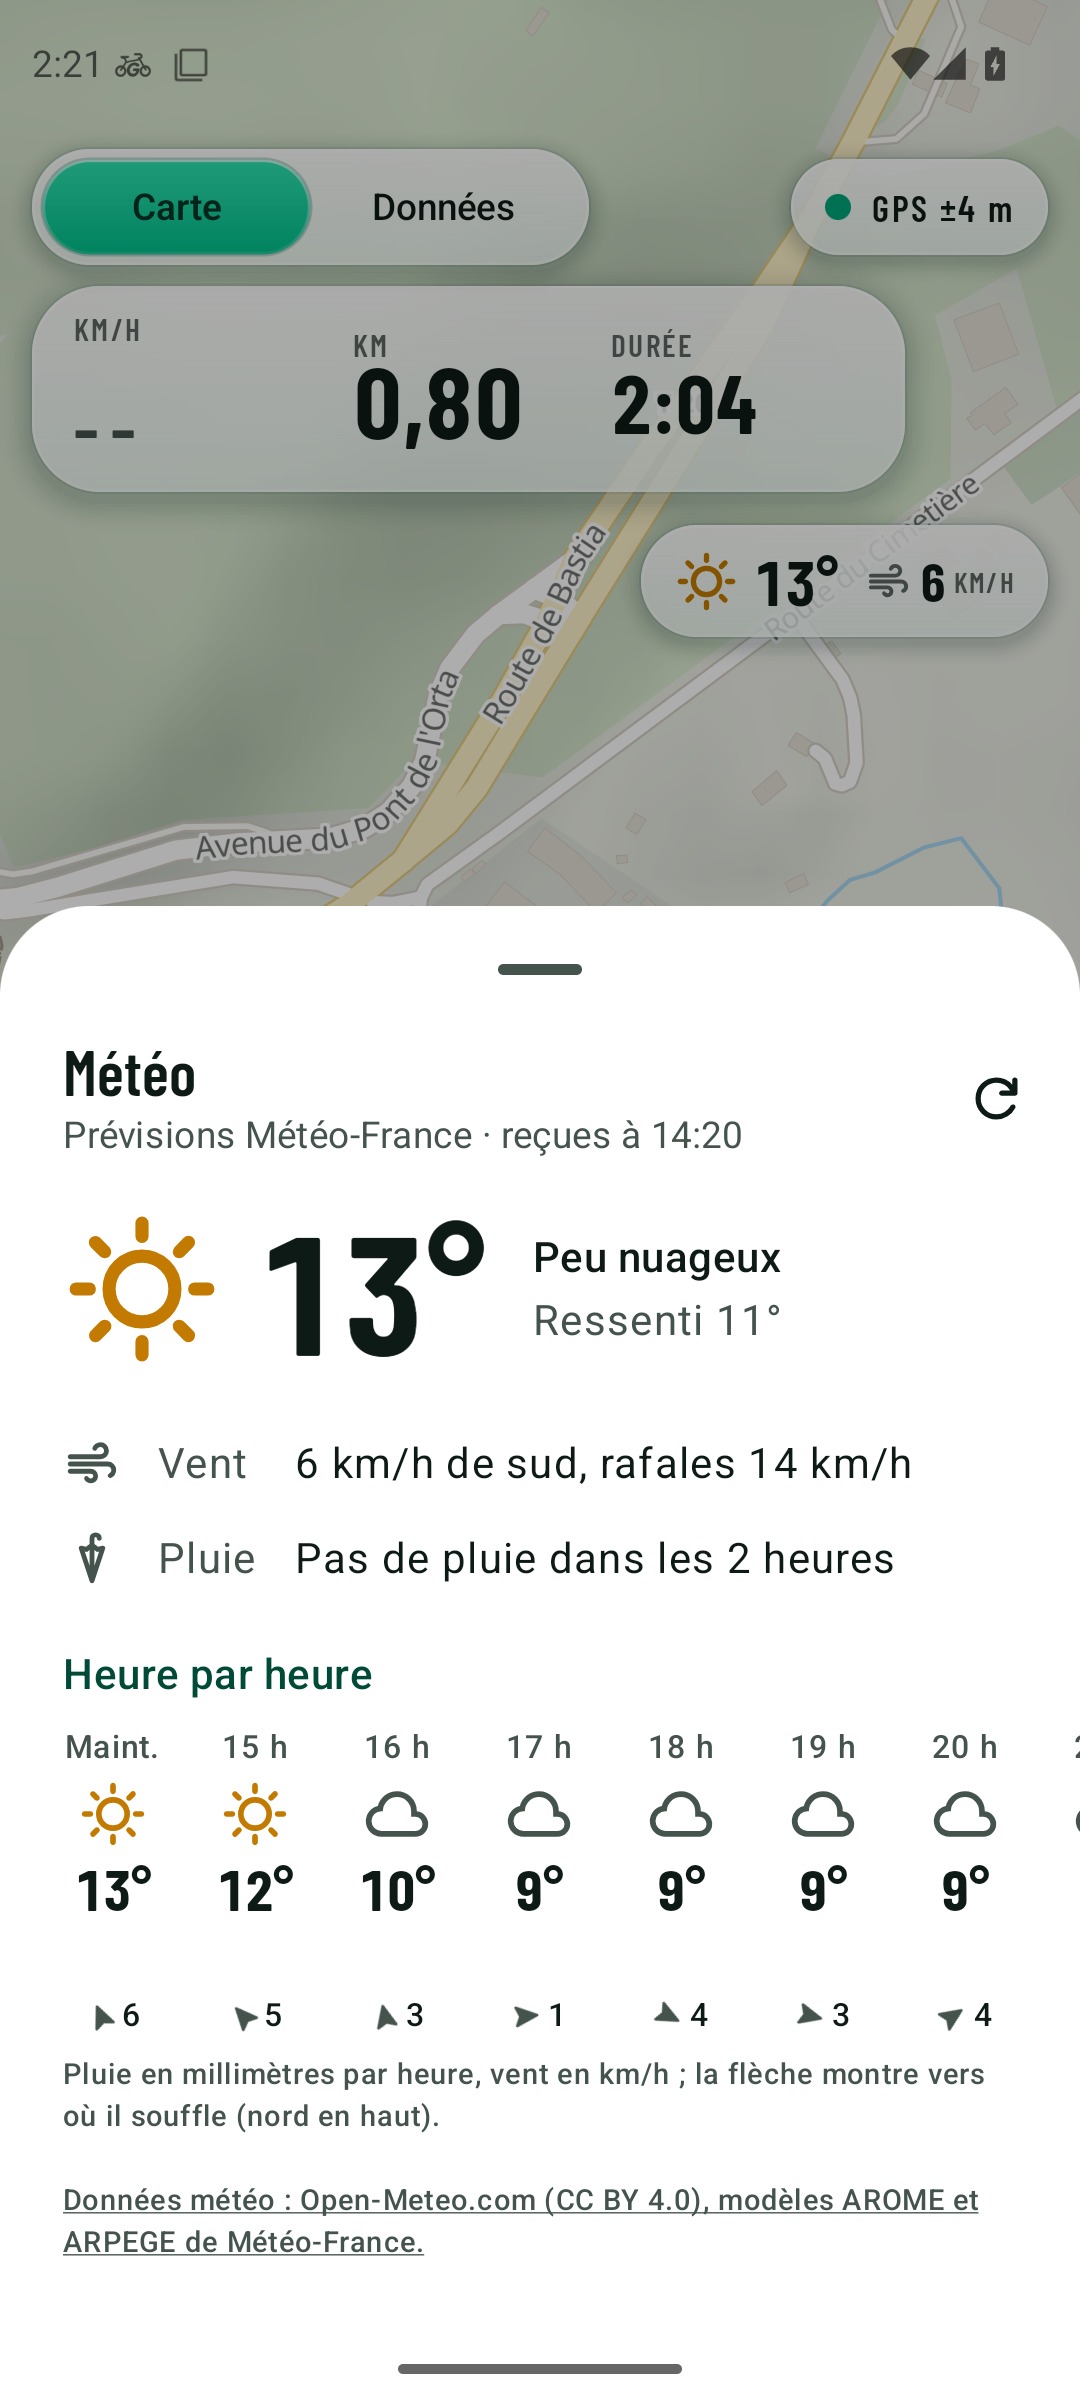 2:21
Carte
Données
GPS ±4 m
KM/H
KM
DURÉE
--
0,80
2:04
13°
6 KM/H
Route du Cimetière
Route de Bastia
Avenue du Pont de l'Orta
Météo
Prévisions Météo-France · reçues à 14:20
13°
Peu nuageux
Ressenti 11°
Vent 6 km/h de sud, rafales 14 km/h
Pluie Pas de pluie dans les 2 heures
Heure par heure
Maint. 15 h 16 h 17 h 18 h 19 h 20 h
13° 12° 10° 9° 9° 9° 9°
6 5 3 1 4 3 4
Pluie en millimètres par heure, vent en km/h ; la flèche montre vers
où il souffle (nord en haut).
Données météo : Open-Meteo.com (CC BY 4.0), modèles AROME et
ARPEGE de Météo-France.